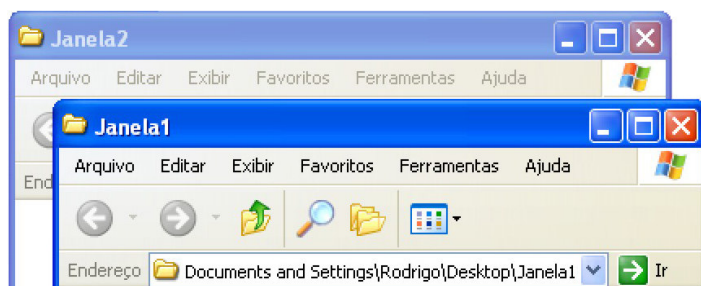 Janela2
Arquivo Editar Exibir Favoritos Ferramentas Ajuda
Janela1
Arquivo Editar Exibir Favoritos Ferramentas Ajuda
End
Endereço Documents and Settings\Rodrigo\Desktop\Janela1 Ir